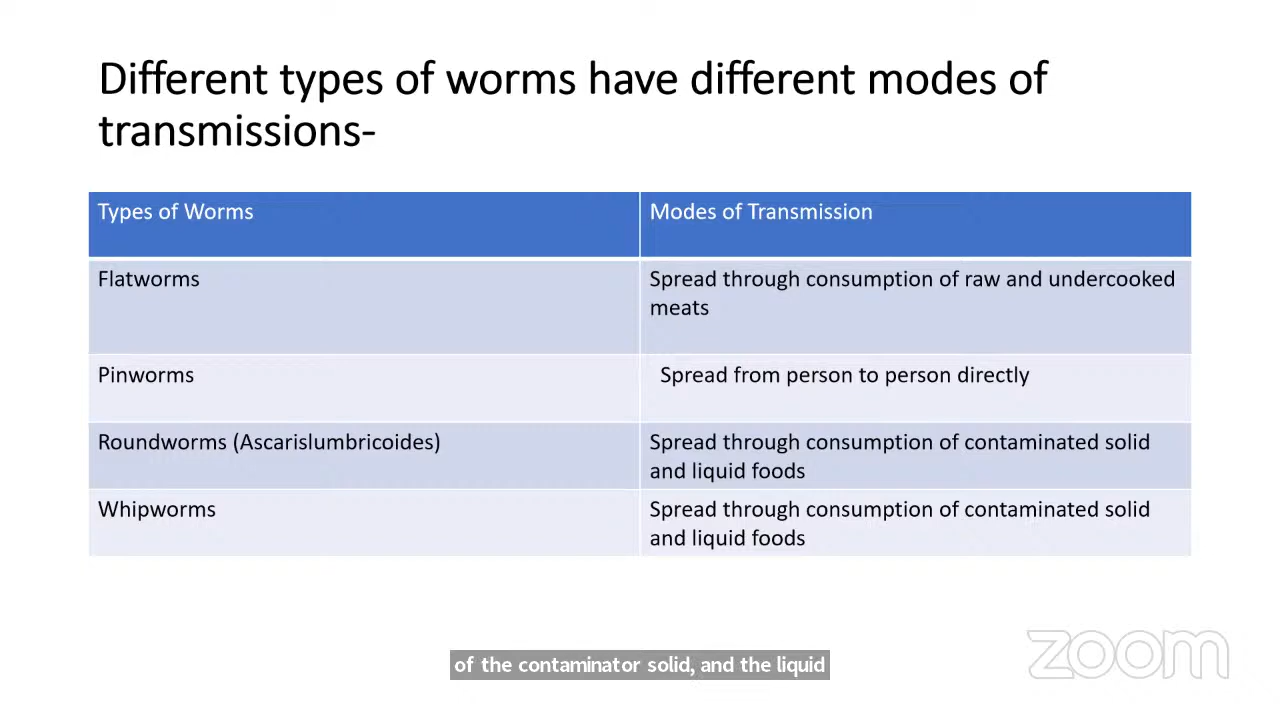 Different types of worms have different modes of
transmissions-
Types of Worms
Modes of Transmission
Flatworms
Spread through consumption of raw and undercooked
meats
Pinworms
Spread from person to person directly
Roundworms (Ascarislumbricoides)
Spread through consumption of contaminated solid
and liquid foods
Whipworms
Spread through consumption of contaminated solid
and liquid foods
zoom
of the contaminator solid, and the liquid